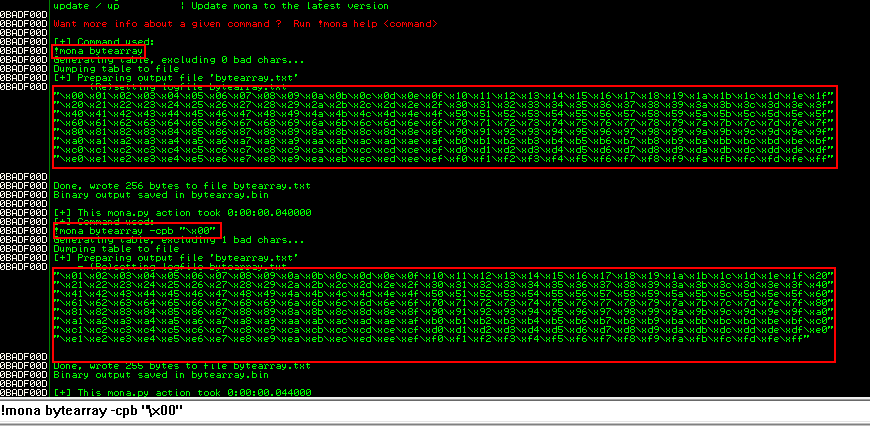 0BADF00D update / up | Update mona to the latest version
0BADF00D
0BADF00D Want more info about a given command ? Run !mona help <command>
0BADF00D
0BADF00D [+] Command used:
0BADF00D !mona bytearray
0BADF00D Generating table, excluding 0 bad chars...
0BADF00D Dumping table to file
0BADF00D [+] Preparing output file 'bytearray.txt'
0BADF00D - (Re)setting logfile bytearray.txt
"\x00\x01\x02\x03\x04\x05\x06\x07\x08\x09\x0a\x0b\x0c\x0d\x0e\x0f\x10\x11\x12\x13\x14\x15\x16\x17\x18\x19\x1a\x1b\x1c\x1d\x1e\x1f"
"\x20\x21\x22\x23\x24\x25\x26\x27\x28\x29\x2a\x2b\x2c\x2d\x2e\x2f\x30\x31\x32\x33\x34\x35\x36\x37\x38\x39\x3a\x3b\x3c\x3d\x3e\x3f"
"\x40\x41\x42\x43\x44\x45\x46\x47\x48\x49\x4a\x4b\x4c\x4d\x4e\x4f\x50\x51\x52\x53\x54\x55\x56\x57\x58\x59\x5a\x5b\x5c\x5d\x5e\x5f"
"\x60\x61\x62\x63\x64\x65\x66\x67\x68\x69\x6a\x6b\x6c\x6d\x6e\x6f\x70\x71\x72\x73\x74\x75\x76\x77\x78\x79\x7a\x7b\x7c\x7d\x7e\x7f"
"\x80\x81\x82\x83\x84\x85\x86\x87\x88\x89\x8a\x8b\x8c\x8d\x8e\x8f\x90\x91\x92\x93\x94\x95\x96\x97\x98\x99\x9a\x9b\x9c\x9d\x9e\x9f"
"\xa0\xa1\xa2\xa3\xa4\xa5\xa6\xa7\xa8\xa9\xaa\xab\xac\xad\xae\xaf\xb0\xb1\xb2\xb3\xb4\xb5\xb6\xb7\xb8\xb9\xba\xbb\xbc\xbd\xbe\xbf"
"\xc0\xc1\xc2\xc3\xc4\xc5\xc6\xc7\xc8\xc9\xca\xcb\xcc\xcd\xce\xcf\xd0\xd1\xd2\xd3\xd4\xd5\xd6\xd7\xd8\xd9\xda\xdb\xdc\xdd\xde\xdf"
"\xe0\xe1\xe2\xe3\xe4\xe5\xe6\xe7\xe8\xe9\xea\xeb\xec\xed\xee\xef\xf0\xf1\xf2\xf3\xf4\xf5\xf6\xf7\xf8\xf9\xfa\xfb\xfc\xfd\xfe\xff"
0BADF00D
0BADF00D Done, wrote 256 bytes to file bytearray.txt
0BADF00D Binary output saved in bytearray.bin
0BADF00D
0BADF00D [+] This mona.py action took 0:00:00.040000
0BADF00D [+] Command used:
0BADF00D !mona bytearray -cpb "\x00"
0BADF00D Generating table, excluding 1 bad chars...
0BADF00D Dumping table to file
0BADF00D [+] Preparing output file 'bytearray.txt'
0BADF00D - (Re)setting logfile bytearray.txt
"\x01\x02\x03\x04\x05\x06\x07\x08\x09\x0a\x0b\x0c\x0d\x0e\x0f\x10\x11\x12\x13\x14\x15\x16\x17\x18\x19\x1a\x1b\x1c\x1d\x1e\x1f\x20"
"\x21\x22\x23\x24\x25\x26\x27\x28\x29\x2a\x2b\x2c\x2d\x2e\x2f\x30\x31\x32\x33\x34\x35\x36\x37\x38\x39\x3a\x3b\x3c\x3d\x3e\x3f\x40"
"\x41\x42\x43\x44\x45\x46\x47\x48\x49\x4a\x4b\x4c\x4d\x4e\x4f\x50\x51\x52\x53\x54\x55\x56\x57\x58\x59\x5a\x5b\x5c\x5d\x5e\x5f\x60"
"\x61\x62\x63\x64\x65\x66\x67\x68\x69\x6a\x6b\x6c\x6d\x6e\x6f\x70\x71\x72\x73\x74\x75\x76\x77\x78\x79\x7a\x7b\x7c\x7d\x7e\x7f\x80"
"\x81\x82\x83\x84\x85\x86\x87\x88\x89\x8a\x8b\x8c\x8d\x8e\x8f\x90\x91\x92\x93\x94\x95\x96\x97\x98\x99\x9a\x9b\x9c\x9d\x9e\x9f\xa0"
"\xa1\xa2\xa3\xa4\xa5\xa6\xa7\xa8\xa9\xaa\xab\xac\xad\xae\xaf\xb0\xb1\xb2\xb3\xb4\xb5\xb6\xb7\xb8\xb9\xba\xbb\xbc\xbd\xbe\xbf\xc0"
"\xc1\xc2\xc3\xc4\xc5\xc6\xc7\xc8\xc9\xca\xcb\xcc\xcd\xce\xcf\xd0\xd1\xd2\xd3\xd4\xd5\xd6\xd7\xd8\xd9\xda\xdb\xdc\xdd\xde\xdf\xe0"
"\xe1\xe2\xe3\xe4\xe5\xe6\xe7\xe8\xe9\xea\xeb\xec\xed\xee\xef\xf0\xf1\xf2\xf3\xf4\xf5\xf6\xf7\xf8\xf9\xfa\xfb\xfc\xfd\xfe\xff"
0BADF00D
0BADF00D Done, wrote 255 bytes to file bytearray.txt
0BADF00D Binary output saved in bytearray.bin
0BADF00D
0BADF00D [+] This mona.py action took 0:00:00.044000
!mona bytearray -cpb "\x00"